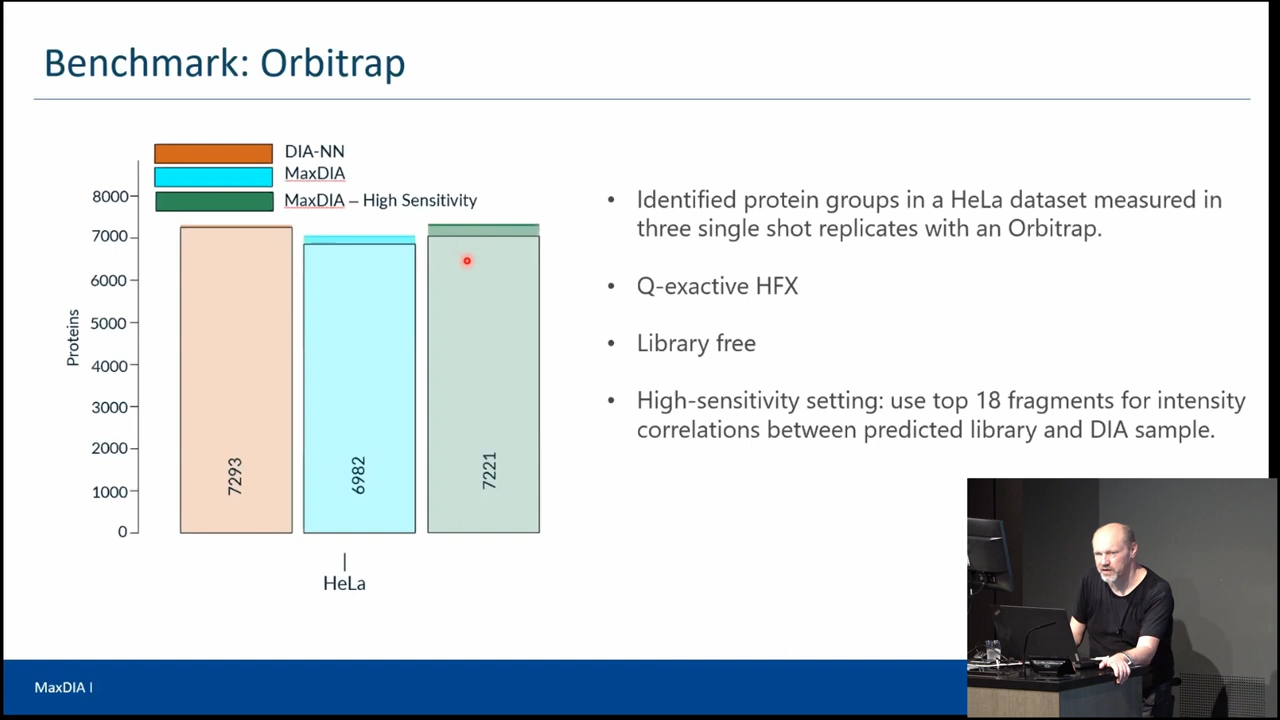 Benchmark: Orbitrap
DIA-NN
MaxDIA
MaxDIA – High Sensitivity
8000
7000
6000
5000
4000
3000
2000
1000
0
Proteins
7293
6982
7221
HeLa
• Identified protein groups in a HeLa dataset measured in
three single shot replicates with an Orbitrap.
• Q-exactive HFX
• Library free
• High-sensitivity setting: use top 18 fragments for intensity
correlations between predicted library and DIA sample.
MaxDIA I